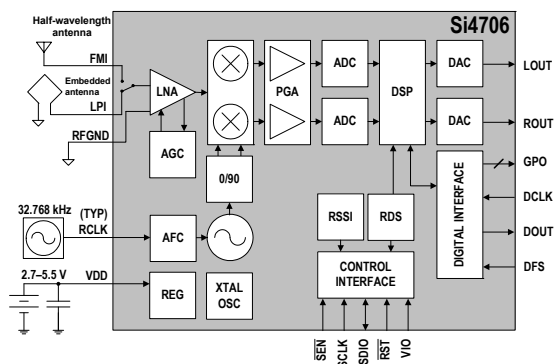 Half-wavelength
antenna
Si4706
FMI
Embedded
antenna
LPI
RFGND
LNA
AGC
PGA
ADC
ADC
DSP
DAC
DAC
LOUT
ROUT
GPO
DCLK
DOUT
DFS
DIGITAL INTERFACE
0/90
32.768 kHz
(TYP)
RCLK
AFC
RSSI
RDS
CONTROL
INTERFACE
2.7–5.5 V
VDD
REG
XTAL
OSC
SEN
SCLK
SDIO
RST
VIO